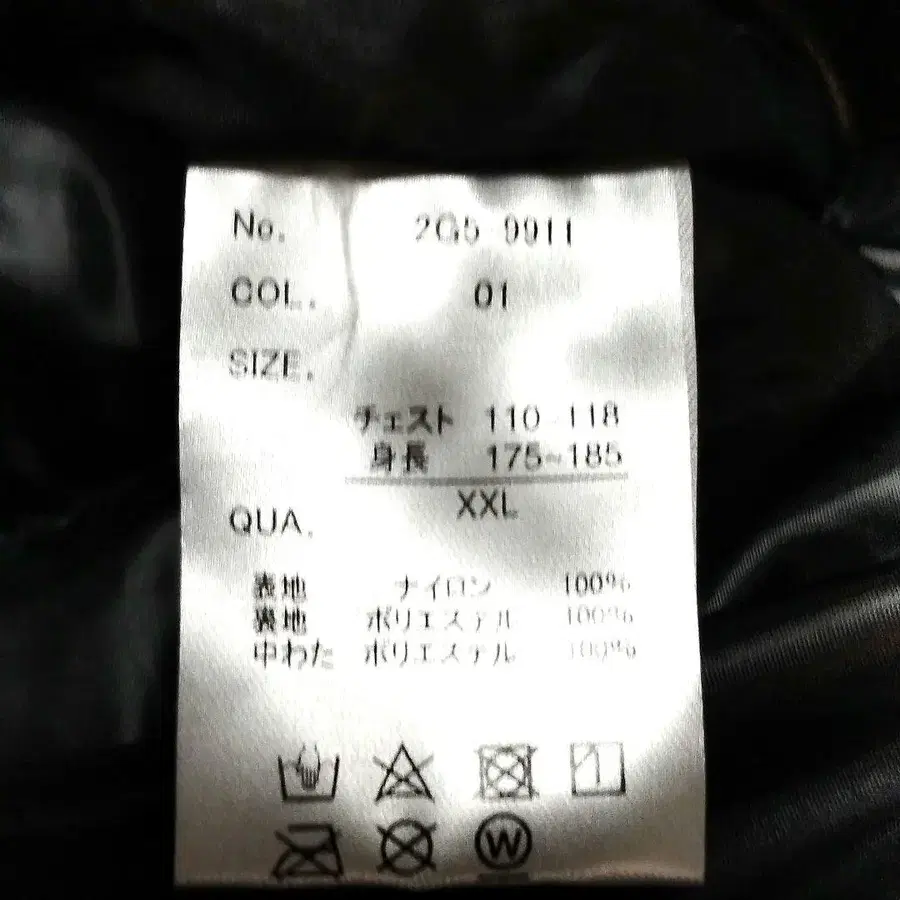 No. 2G5 9911
COL. 01
SIZE.
チェスト 110~118
身長 175~185
XXL
QUA.
表地 ナイロン 100%
裏地 ポリエステル 100%
中わた ポリエステル 100%
W